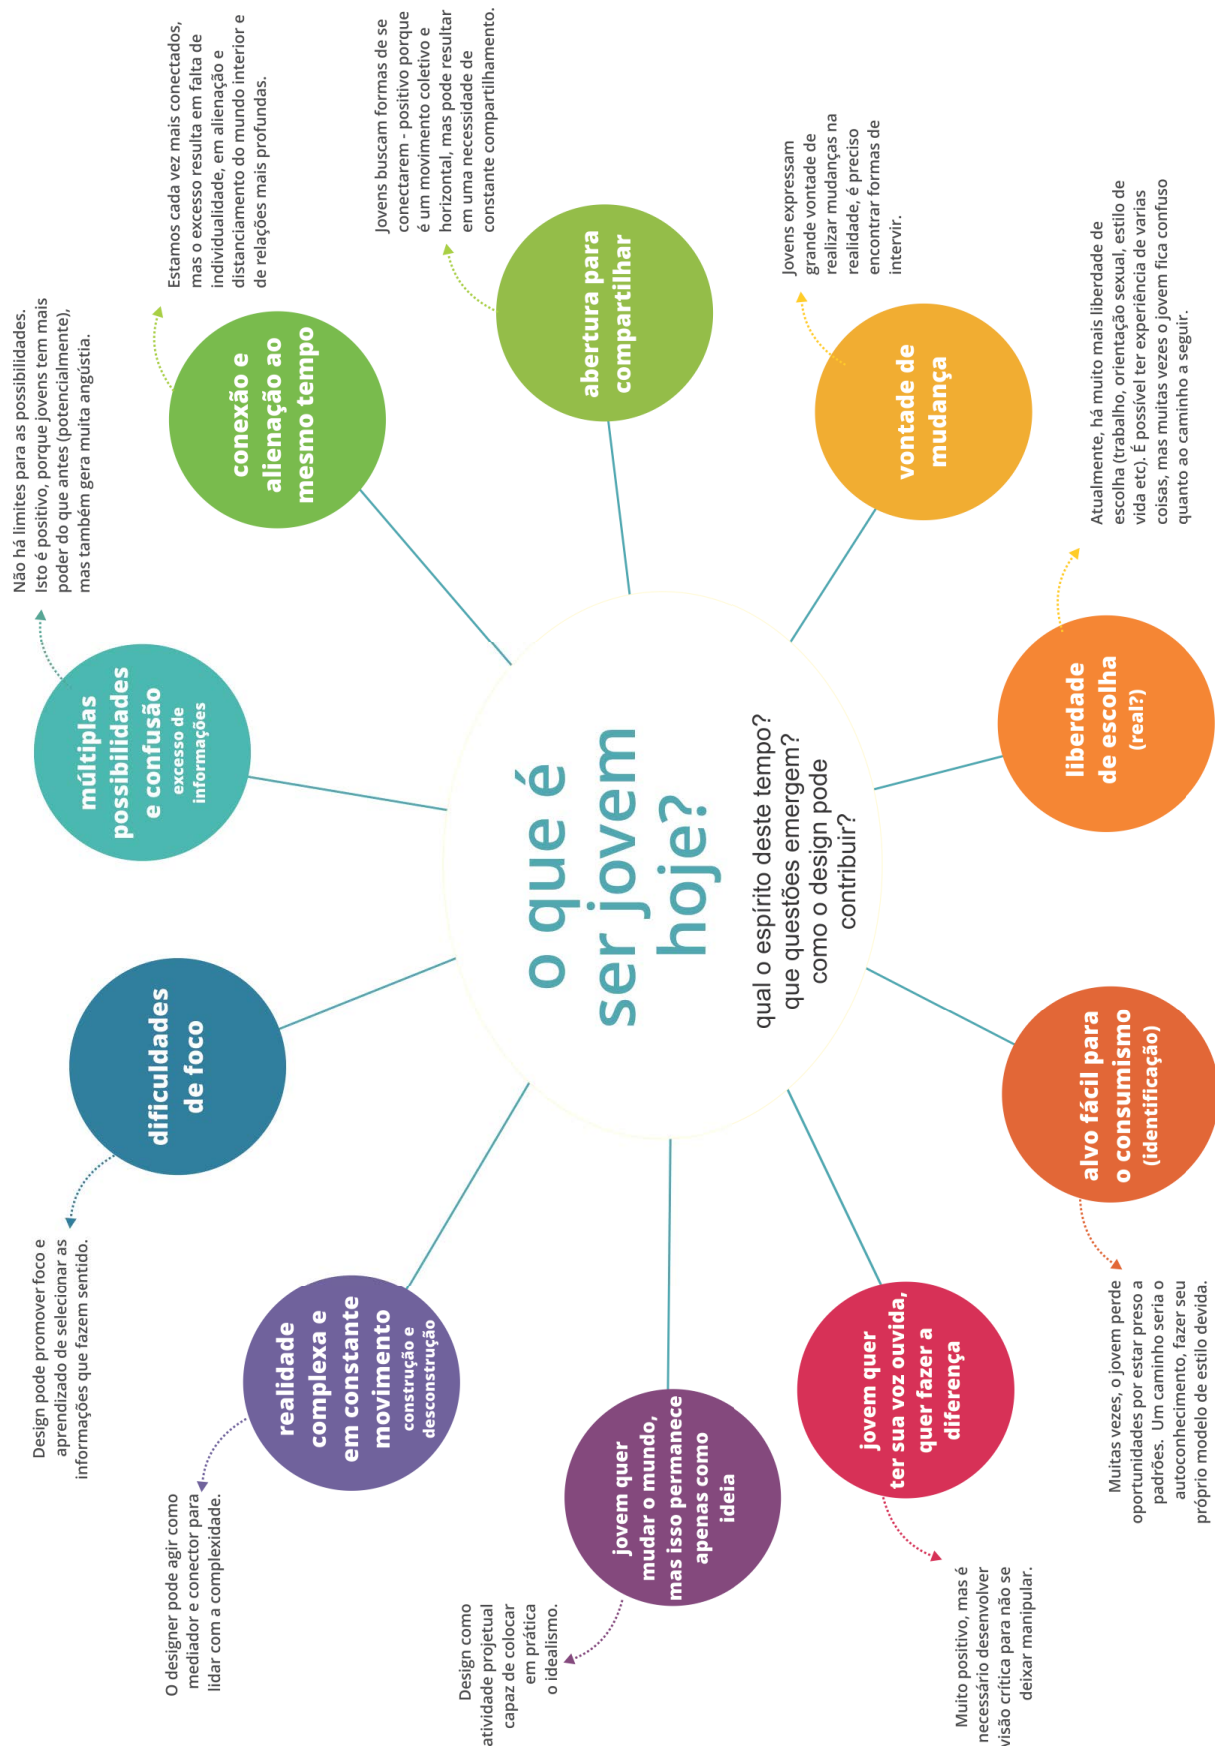 o que é
ser jovem
hoje?
qual o espírito deste tempo?
que questões emergem?
como o design pode
contribuir?
múltiplas
possibilidades
e confusão
excesso de
informações
Não há limites para as possibilidades.
Isto é positivo, porque jovens tem mais
poder do que antes (potencialmente),
mas também gera muita angústia.
conexão e
alienação ao
mesmo tempo
Estamos cada vez mais conectados,
mas o excesso resulta em falta de
individualidade, em alienação e
distanciamento do mundo interior e
de relações mais profundas.
abertura para
compartilhar
Jovens buscam formas de se
conectarem - positivo porque
é um movimento coletivo e
horizontal, mas pode resultar
em uma necessidade de
constante compartilhamento.
vontade de
mudança
Jovens expressam
grande vontade de
realizar mudanças na
realidade, é preciso
encontrar formas de
intervir.
liberdade
de escolha
(real?)
Atualmente, há muito mais liberdade de
escolha (trabalho, orientação sexual, estilo de
vida etc). É possível ter experiência de varias
coisas, mas muitas vezes o jovem fica confuso
quanto ao caminho a seguir.
alvo fácil para
o consumismo
(identificação)
Muitas vezes, o jovem perde
oportunidades por estar preso a
padrões. Um caminho seria o
autoconhecimento, fazer seu
próprio modelo de estilo devida.
jovem quer
ter sua voz ouvida,
quer fazer a
diferença
Muito positivo, mas é
necessário desenvolver
visão crítica para não se
deixar manipular.
jovem quer
mudar o mundo,
mas isso permanece
apenas como
ideia
Design como
atividade projetual
capaz de colocar
em prática
o idealismo.
realidade
complexa e
em constante
movimento
construção e
desconstrução
O designer pode agir como
mediador e conector para
lidar com a complexidade.
dificuldades
de foco
Design pode promover foco e
aprendizado de selecionar as
informações que fazem sentido.